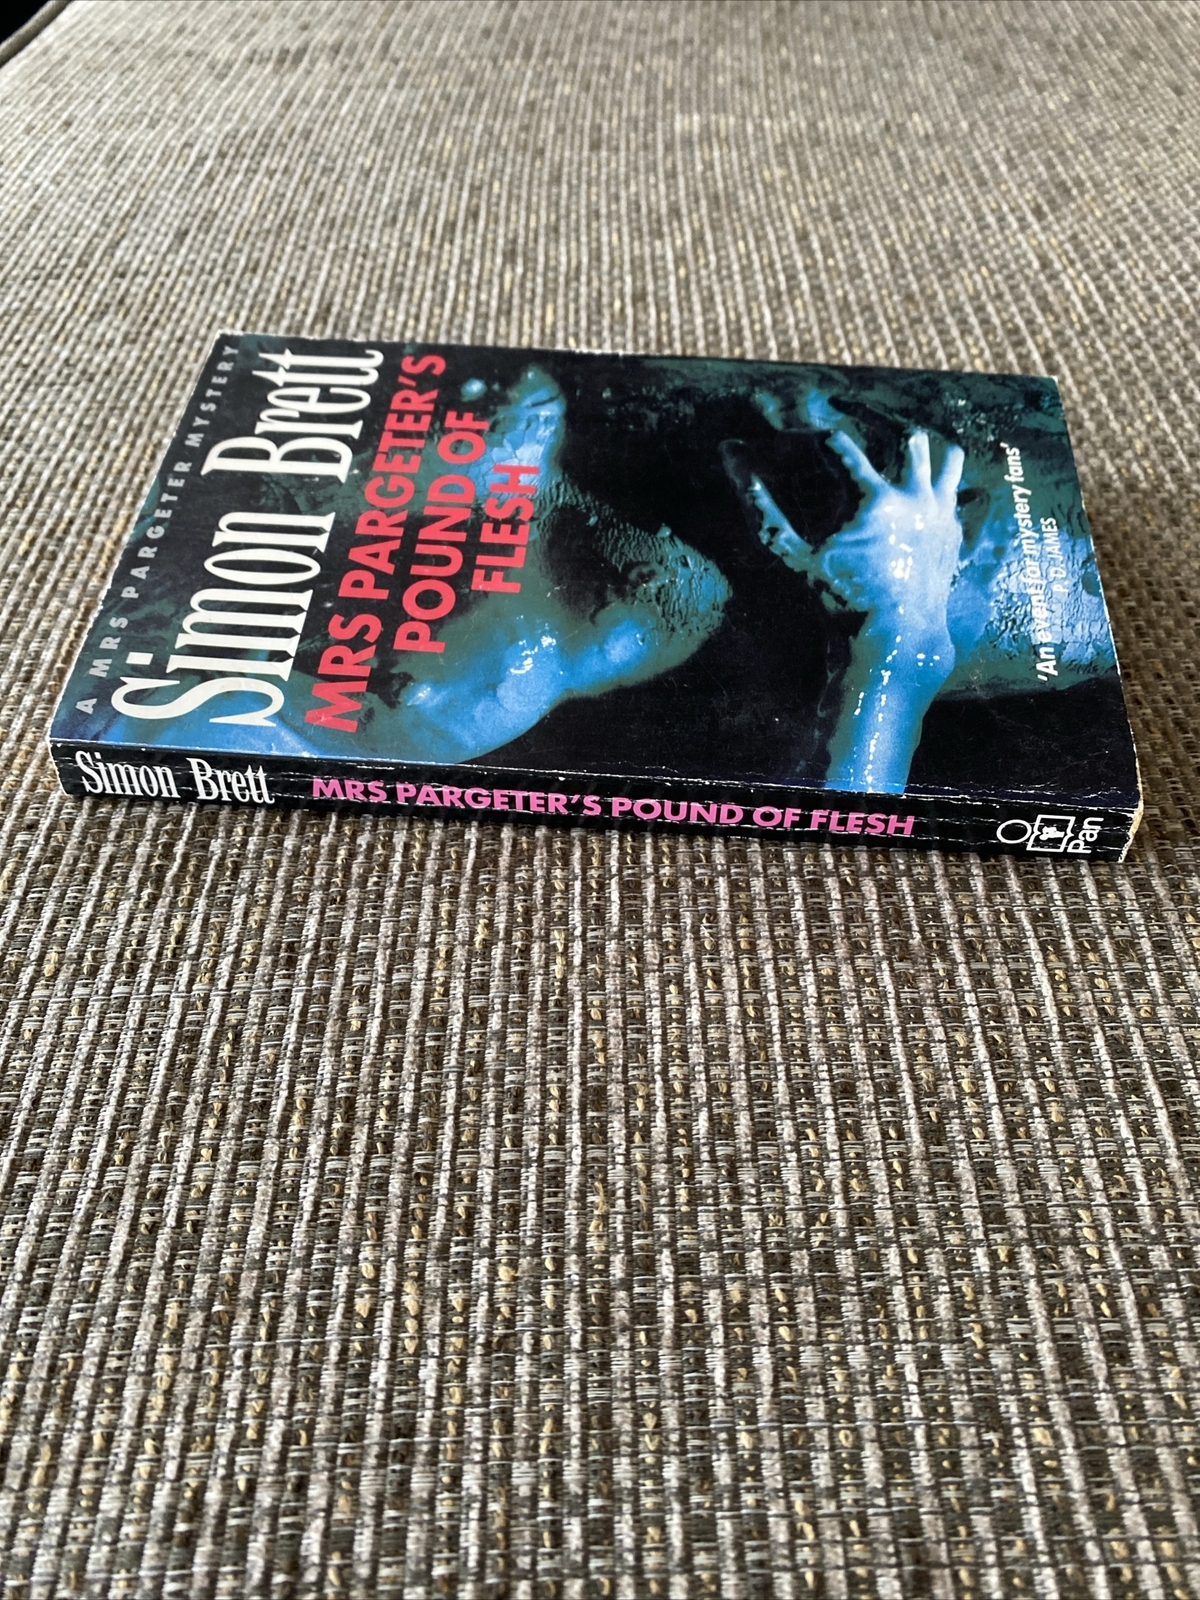 A MRS PARGETER MYSTERY
Simon Brett
MRS PARGETER'S
POUND OF
FLESH
'An event for mystery fans'
P. D. JAMES
Simon Brett MRS PARGETER'S POUND OF FLESH Pan